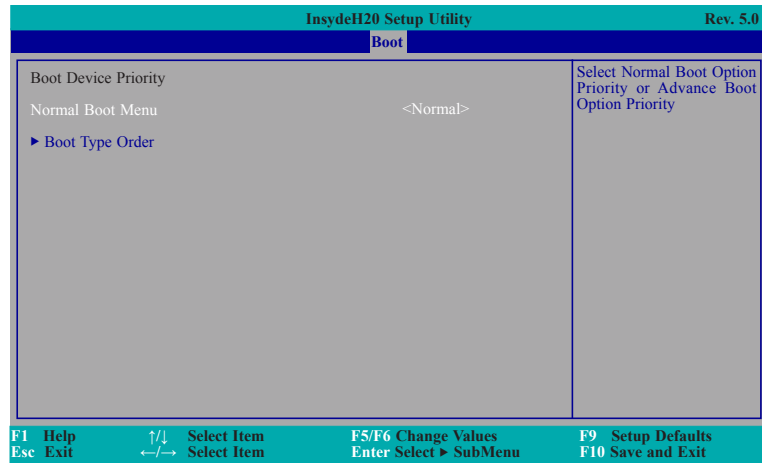 InsydeH20 Setup Utility Rev. 5.0
Boot
Boot Device Priority
Normal Boot Menu <Normal>
▶ Boot Type Order
Select Normal Boot Option
Priority or Advance Boot
Option Priority
F1 Help ↑/↓ Select Item F5/F6 Change Values F9 Setup Defaults
Esc Exit ←/→ Select Item Enter Select ▶ SubMenu F10 Save and Exit